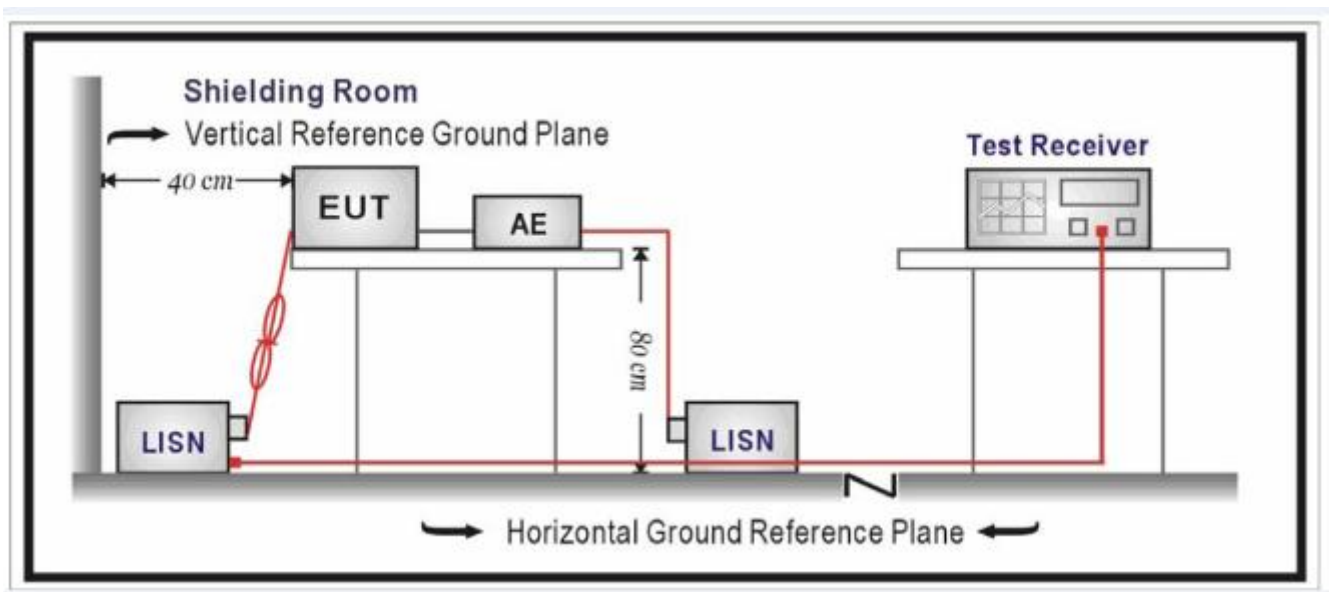 Shielding Room
Vertical Reference Ground Plane
Test Receiver
40 cm
EUT
AE
80 cm
LISN
LISN
Horizontal Ground Reference Plane